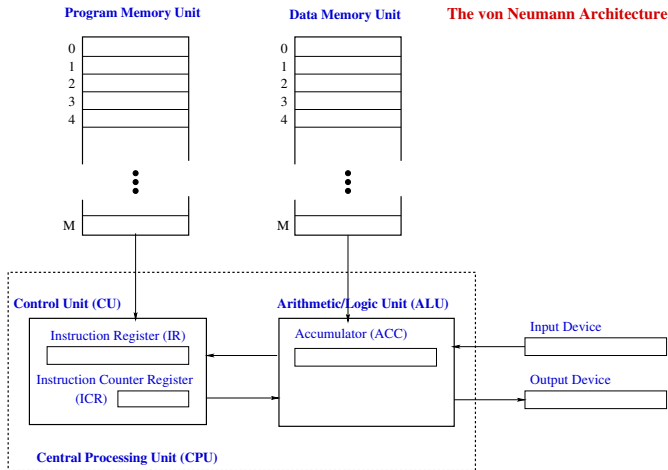 Program Memory Unit
Data Memory Unit
The von Neumann Architecture
0
1
2
3
4
M
0
1
2
3
4
M
Control Unit (CU)
Arithmetic/Logic Unit (ALU)
Instruction Register (IR)
Accumulator (ACC)
Input Device
Instruction Counter Register
(ICR)
Output Device
Central Processing Unit (CPU)